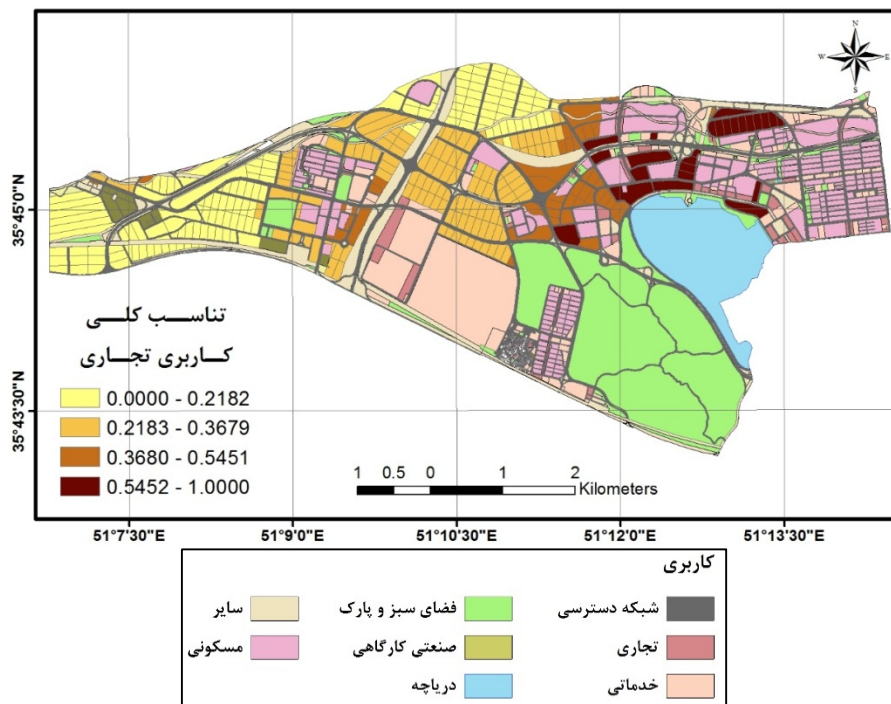 N
W E
S
35°45'0"N
35°43'30"N
تناسب کلی
کاربری تجاری
0.0000 - 0.2182
0.2183 - 0.3679
0.3680 - 0.5451
0.5452 - 1.0000
1 0.5 0 1 2
Kilometers
51°7'30"E 51°9'0"E 51°10'30"E 51°12'0"E 51°13'30"E
کاربری
شبکه دسترسی فضای سبز و پارک سایر
تجاری صنعتی کارگاهی مسکونی
خدماتی دریاچه